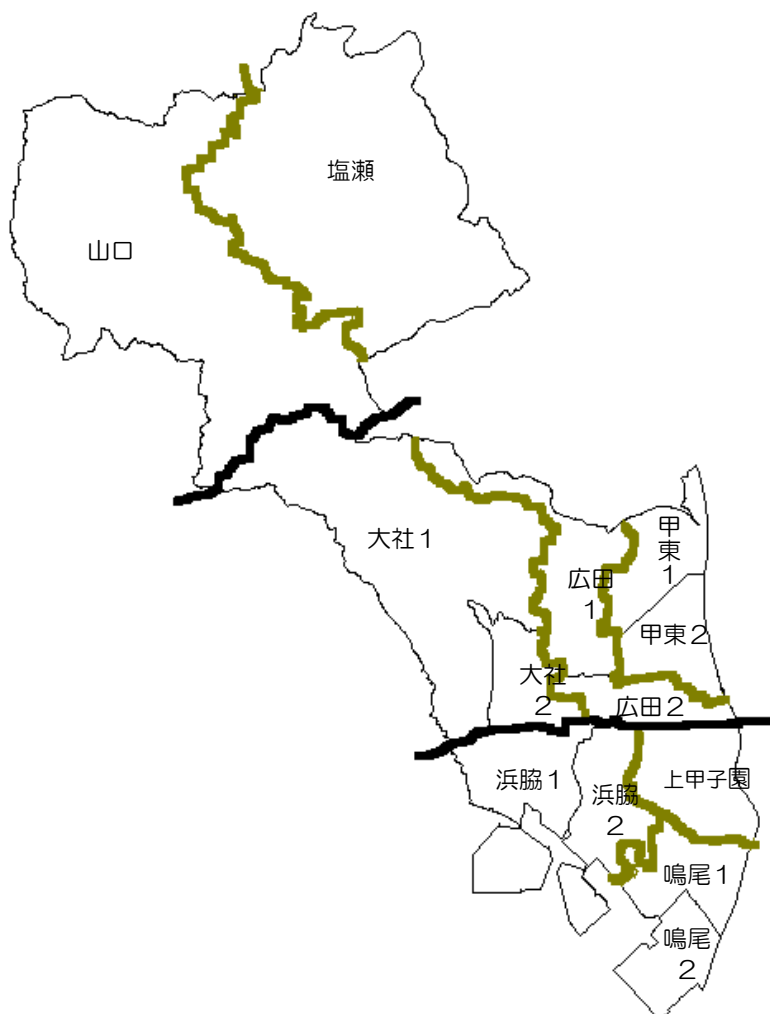 塩瀬
山口
大社１
甲
東
１
広田
１
甲東２
大社
２
広田２
浜脇１
上甲子園
浜脇
２
鳴尾１
鳴尾
２